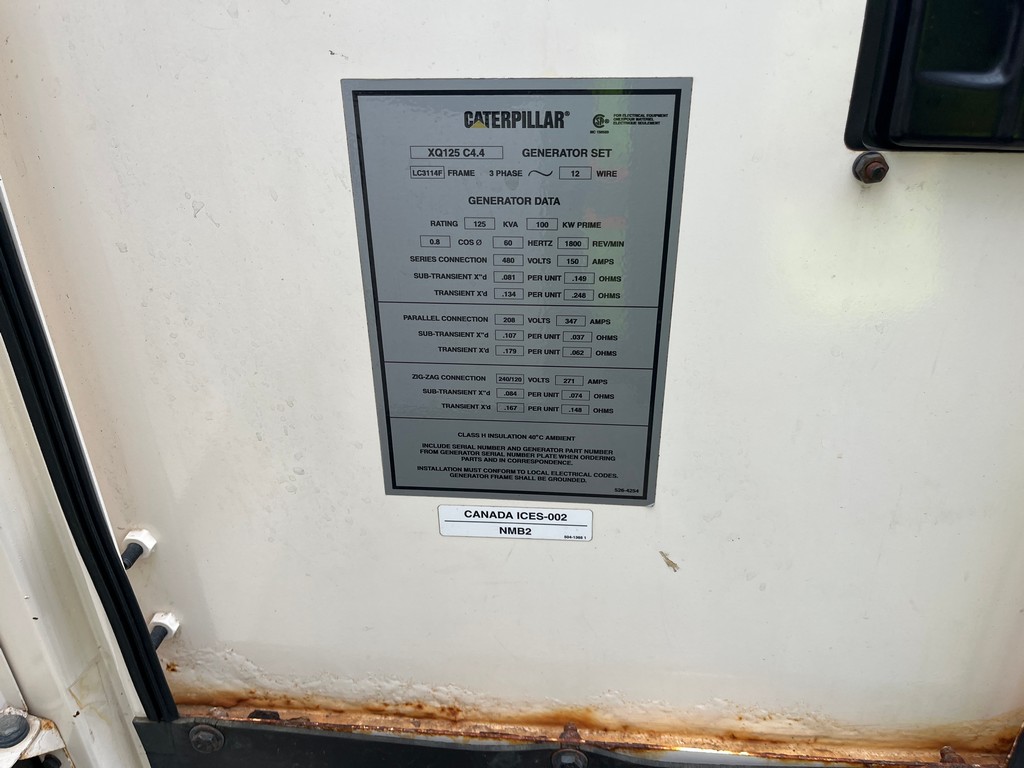 CATERPILLAR®
FOR ELECTRICAL EQUIPMENT
XQ125 C4.4 GENERATOR SET
LC3114F FRAME 3 PHASE 12 WIRE
GENERATOR DATA
RATING 125 KVA 100 KW PRIME
0.8 COS Ø 60 HERTZ 1800 REV/MIN
SERIES CONNECTION 480 VOLTS 150 AMPS
SUB-TRANSIENT X"d .081 PER UNIT .149 OHMS
TRANSIENT X'd .134 PER UNIT .248 OHMS
PARALLEL CONNECTION 208 VOLTS 347 AMPS
SUB-TRANSIENT X"d .107 PER UNIT .037 OHMS
TRANSIENT X'd .179 PER UNIT .062 OHMS
ZIG-ZAG CONNECTION 240/120 VOLTS 271 AMPS
SUB-TRANSIENT X"d PER UNIT .074 OHMS
TRANSIENT X'd .167 PER UNIT .148 OHMS
CLASS H INSULATION 40°C AMBIENT
INCLUDE SERIAL NUMBER AND GENERATOR PART NUMBER
FROM GENERATOR SERIAL NUMBER PLATE WHEN ORDERING
PARTS AND IN CORRESPONDENCE.
INSTALLATION MUST CONFORM TO LOCAL ELECTRICAL CODES.
GENERATOR FRAME SHALL BE GROUNDED.
CANADA ICES-002
NMB2